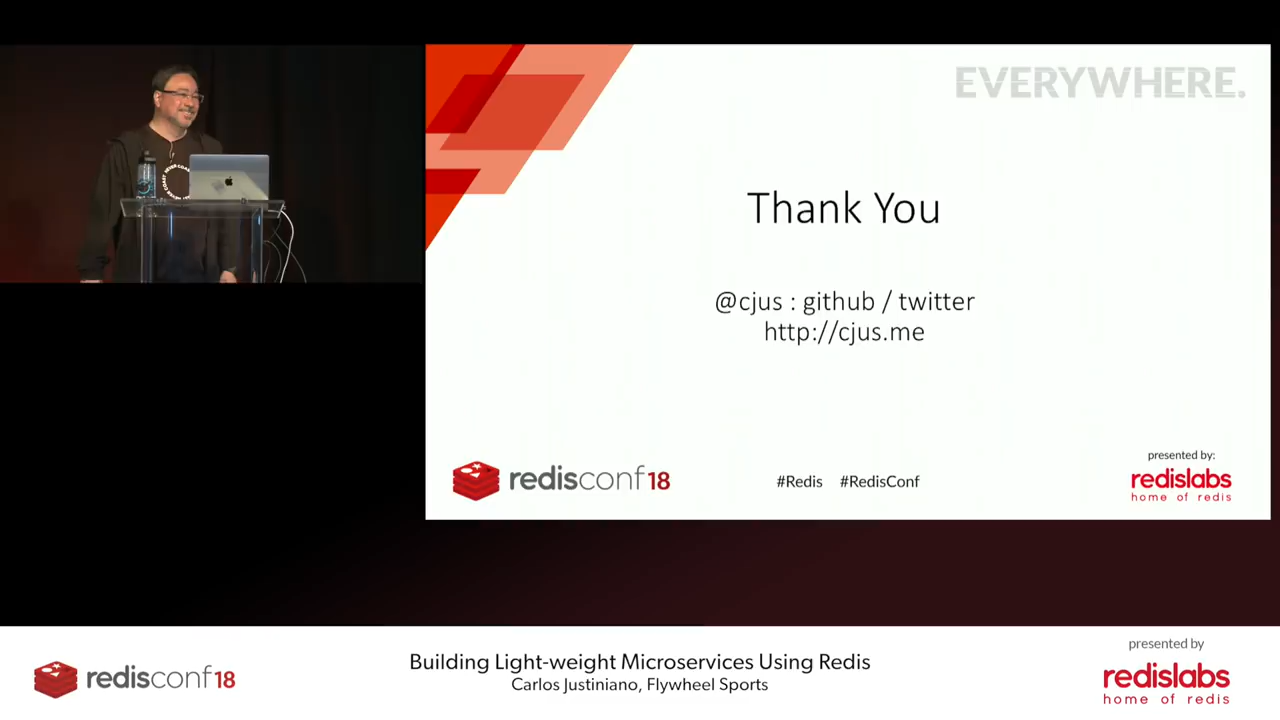 EVERYWHERE.
Thank You
@cjus : github / twitter
http://cjus.me
redisconf18
#Redis #RedisConf
presented by:
redislabs
home of redis
redisconf18
Building Light-weight Microservices Using Redis
Carlos Justiniano, Flywheel Sports
presented by
redislabs
home of redis